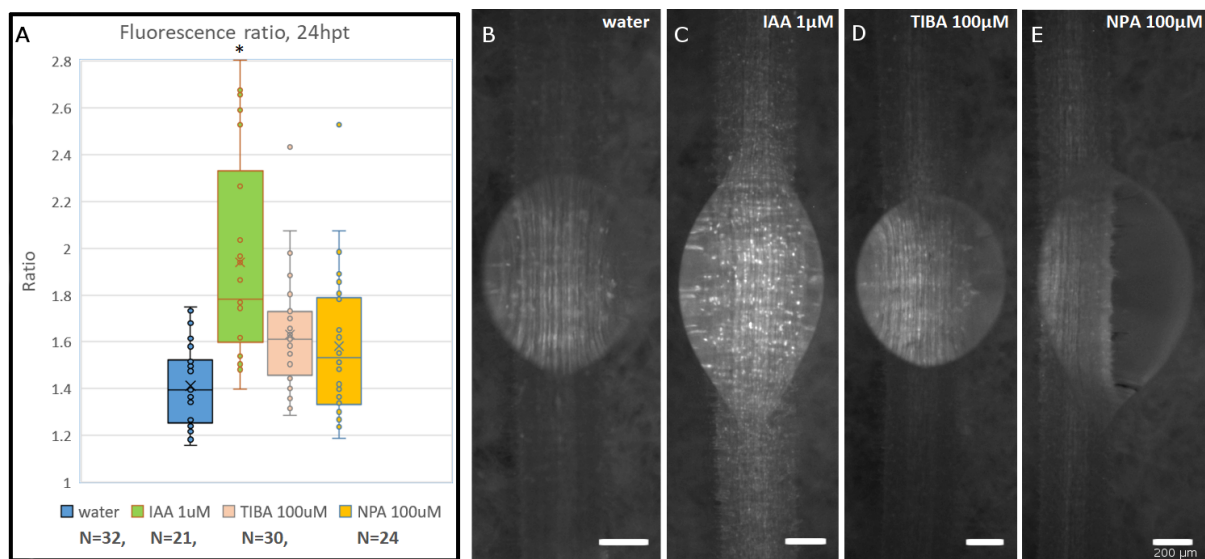 A
Fluorescence ratio, 24hpt
*
2.8
2.6
2.4
2.2
2
1.8
1.6
1.4
1.2
1
Ratio
water IAA 1uM TIBA 100uM NPA 100uM
N=32, N=21, N=30, N=24
B water
C IAA 1µM
D TIBA 100µM
E NPA 100µM
200 µm